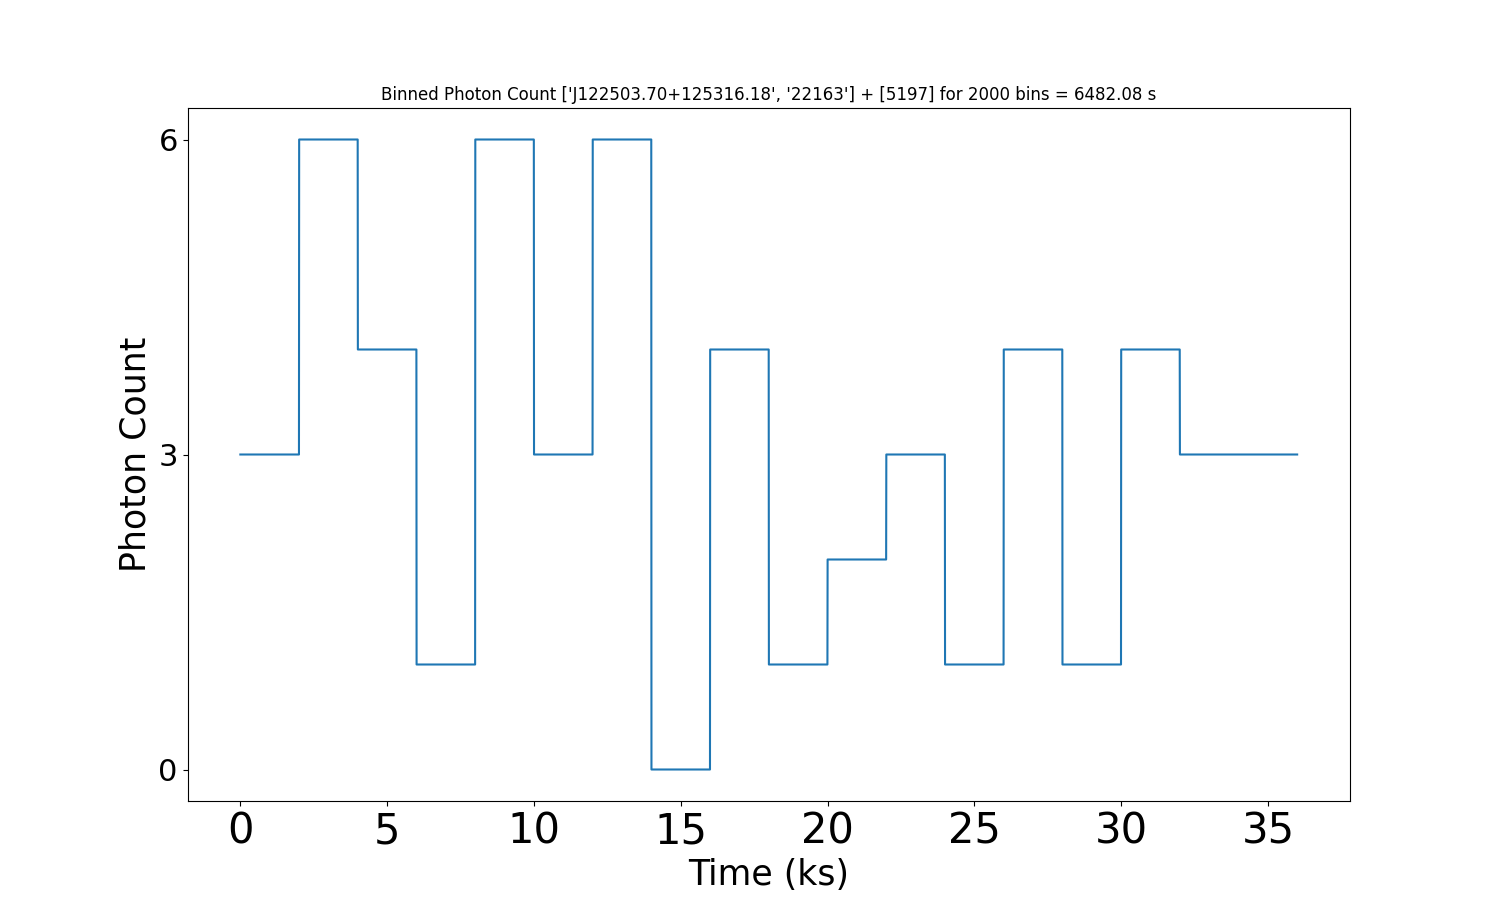 Binned Photon Count ['J122503.70+125316.18', '22163'] + [5197] for 2000 bins = 6482.08 s
6
3
0
Photon Count
0 5 10 15 20 25 30 35
Time (ks)